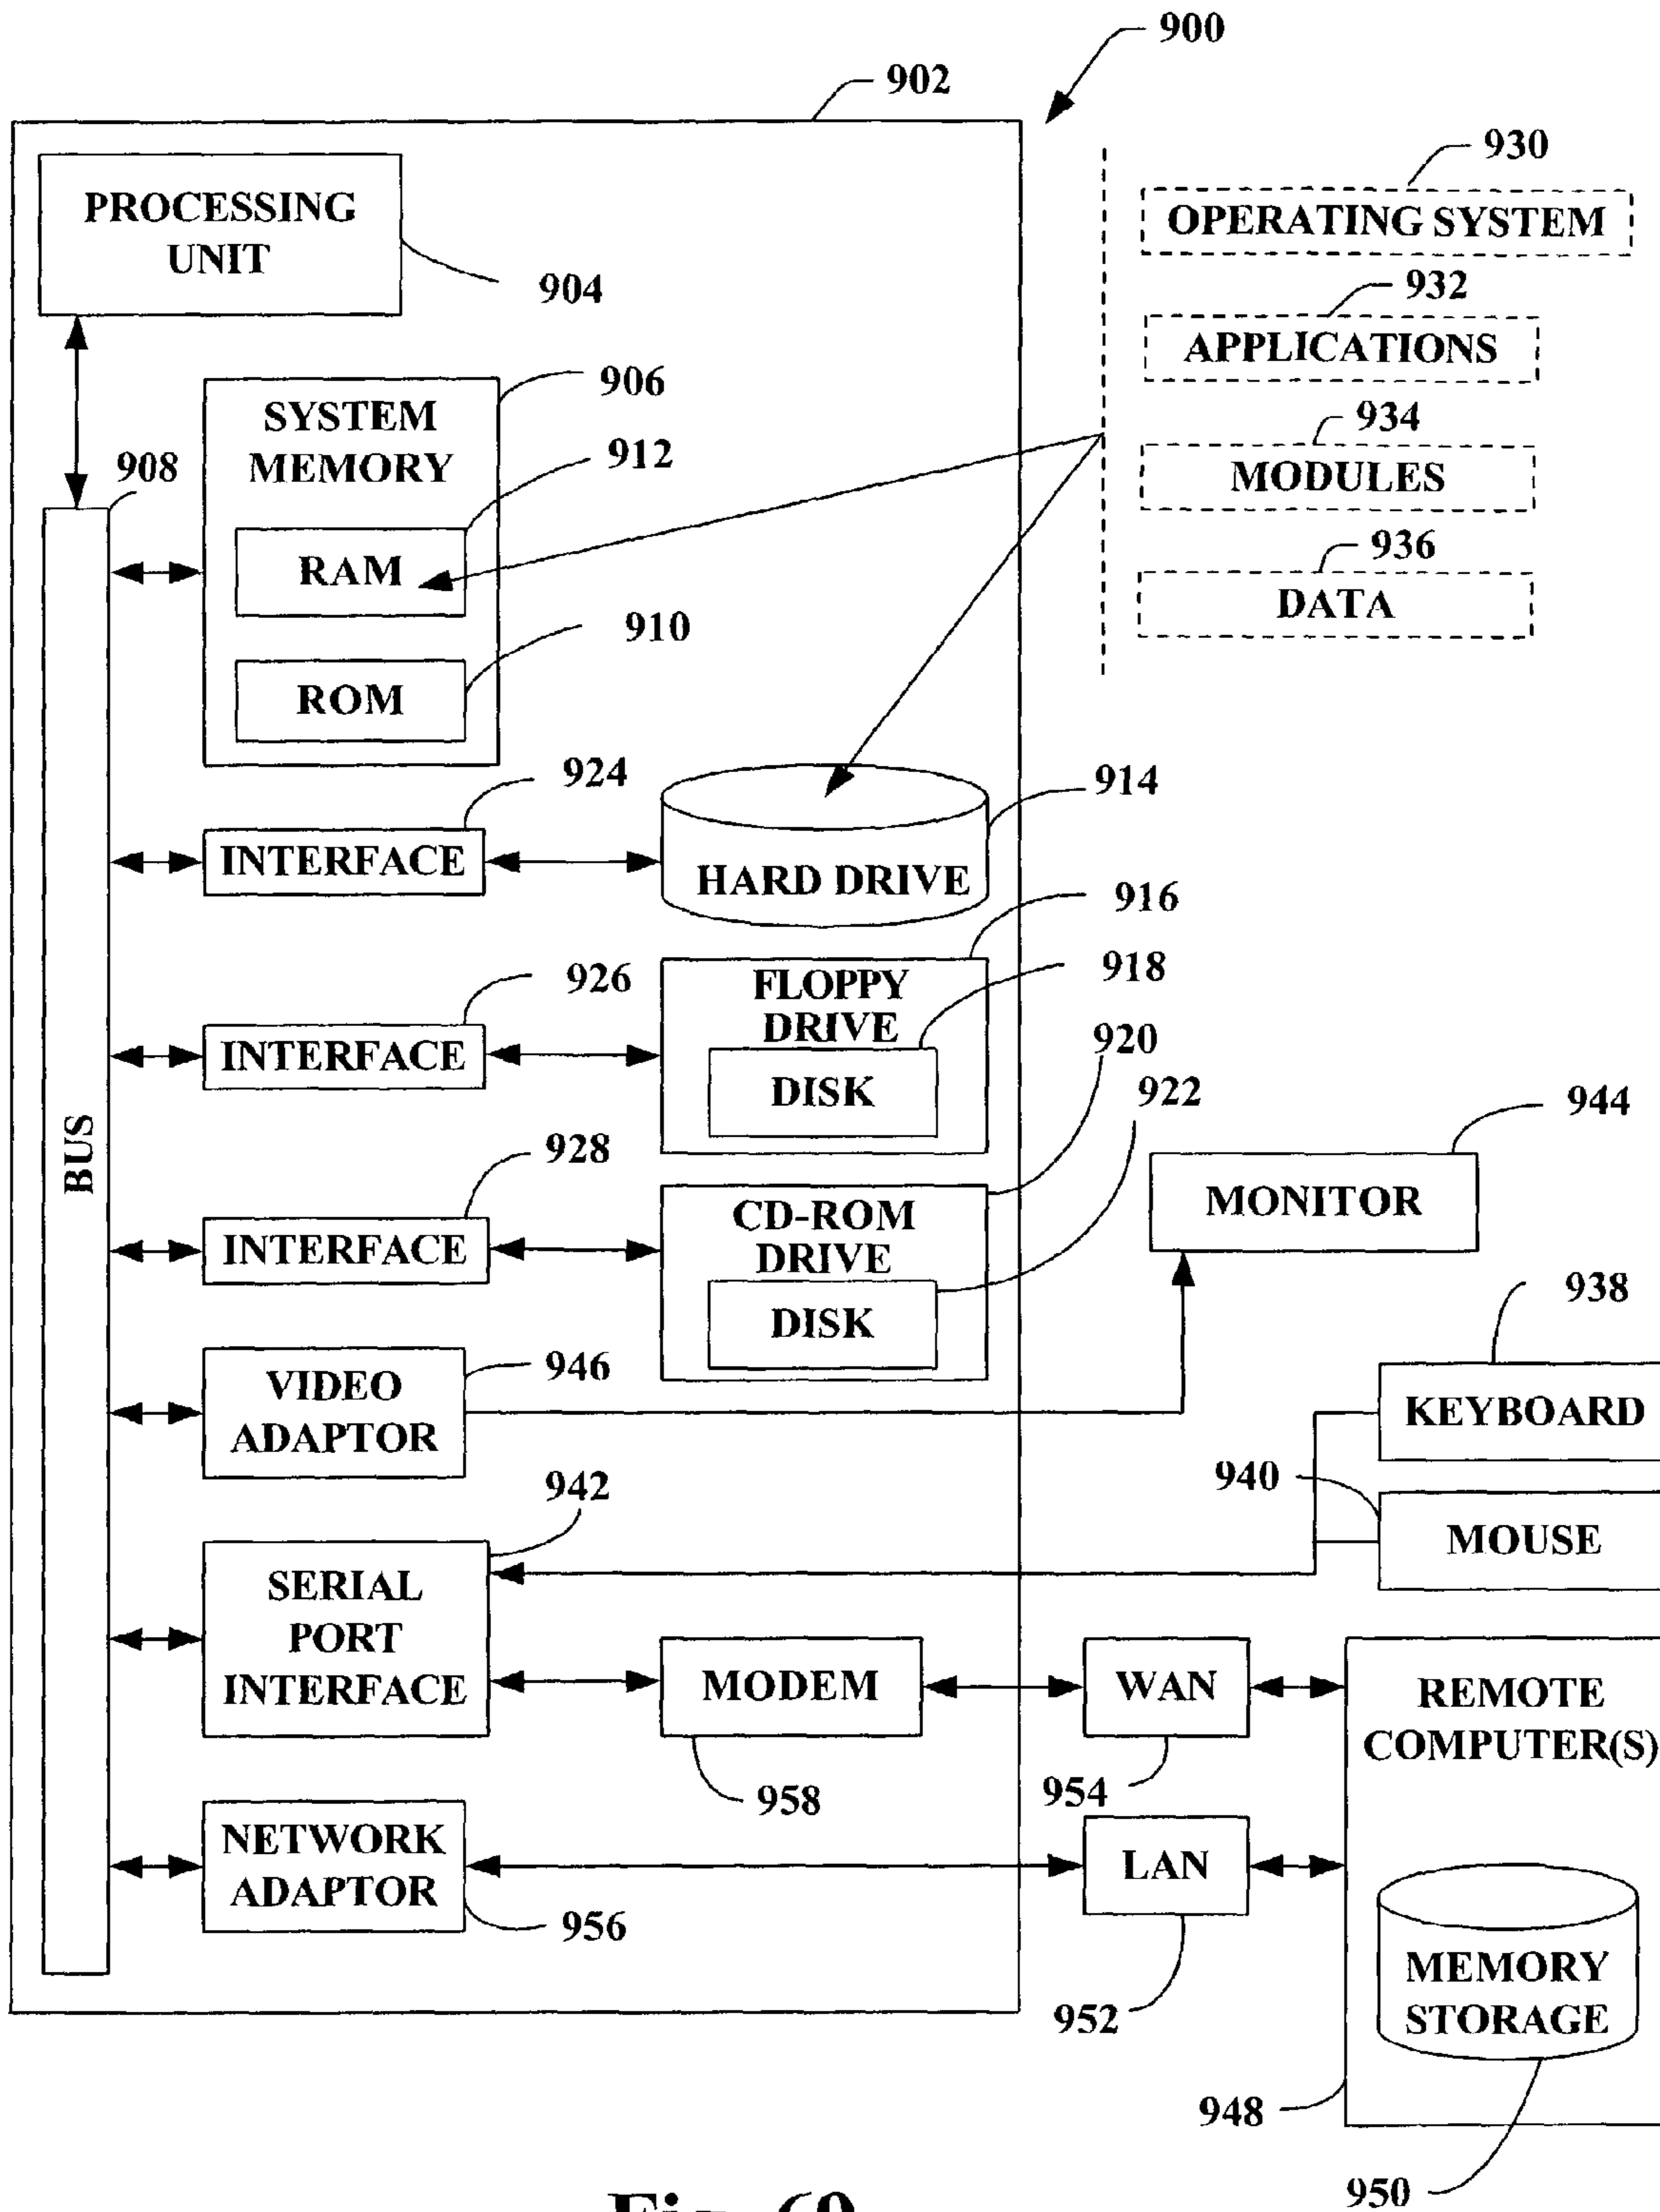 900
902
PROCESSING
UNIT
904
930
OPERATING SYSTEM
932
APPLICATIONS
934
MODULES
936
DATA
906
SYSTEM
MEMORY
912
908
RAM
910
ROM
924
INTERFACE
914
HARD DRIVE
916
926
INTERFACE
FLOPPY
DRIVE
918
DISK
920
922
BUS
928
INTERFACE
CD-ROM
DRIVE
DISK
944
MONITOR
938
KEYBOARD
946
VIDEO
ADAPTOR
940
MOUSE
942
SERIAL
PORT
INTERFACE
MODEM
958
WAN
954
REMOTE
COMPUTER(S)
NETWORK
ADAPTOR
956
LAN
952
MEMORY
STORAGE
948
950